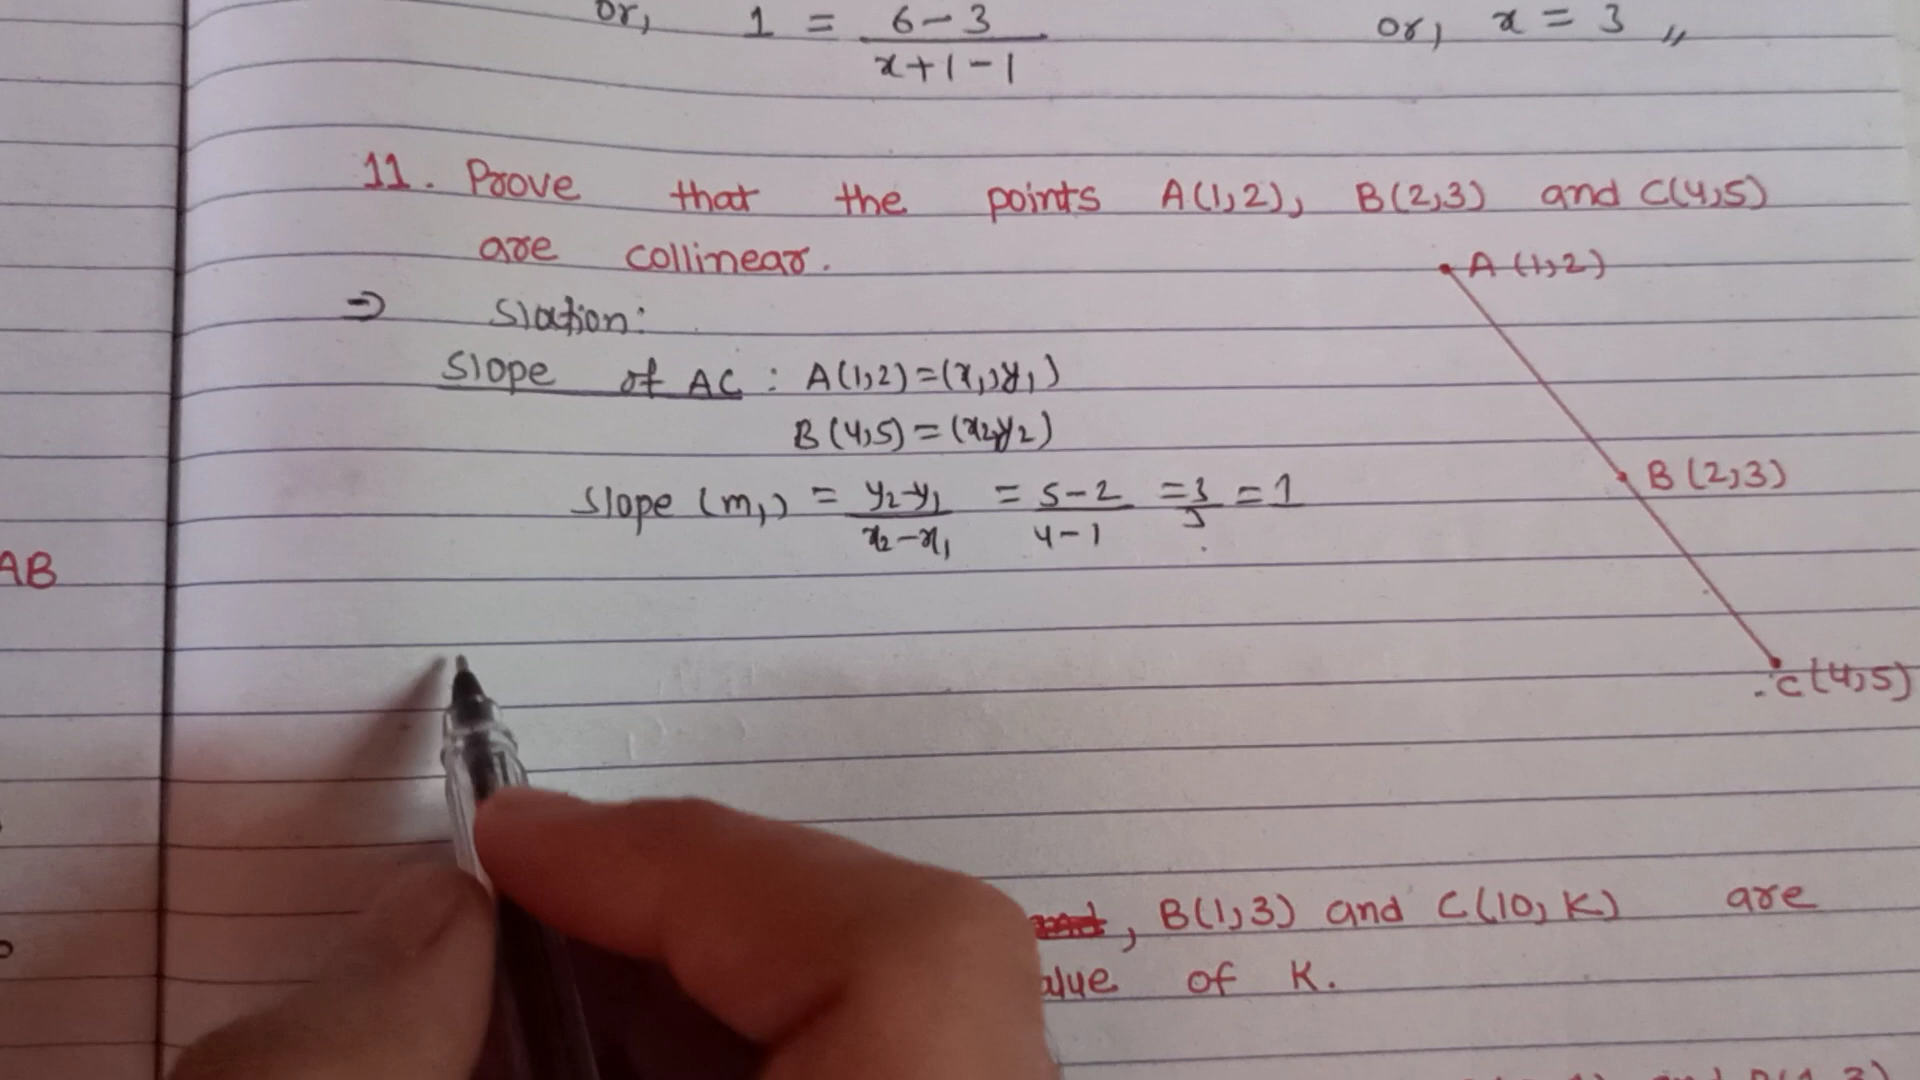 or, 1 = 6-3 / x+1-1 or, x = 3 ,,
11. Prove that the points A(1,2), B(2,3) and C(4,5)
are collinear.
A (1,2)
⇒ Slation:
Slope of AC : A(1,2)=(x₁,y₁)
B(4,5)=(x₂,y₂)
B (2,3)
Slope (m₁) = y₂-y₁ / x₂-x₁ = 5-2 / 4-1 = 3/3 = 1
AB
C (4,5)
, B(1,3) and C(10, K) are
alue of K.